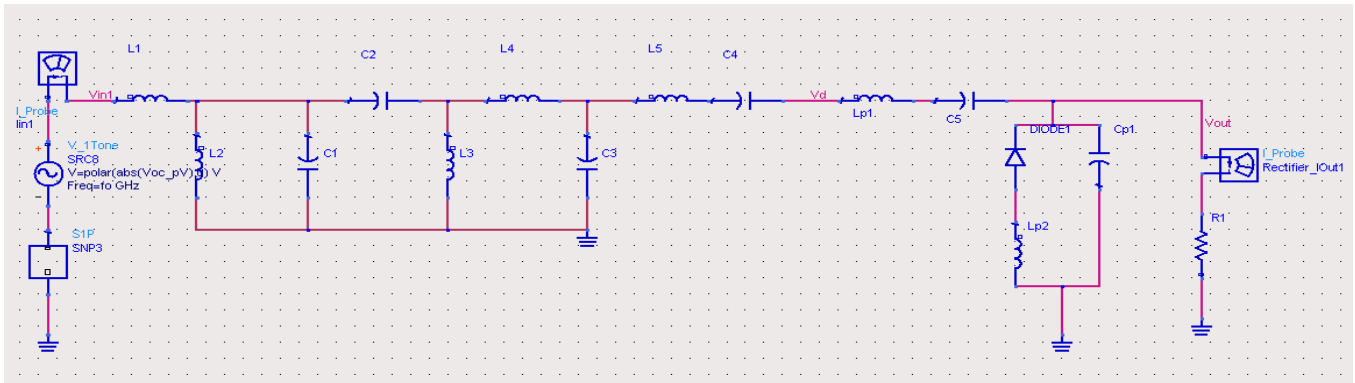 L1
C2
L4
L5
C4
I_Probe
Iin1
Vin1
Vd
Lp1
C5
DIODE1
Cp1
Vout
I_Probe
Rectifier_IOut1
V_1Tone
SRC8
V=polar(abs(Voc_pV) V
Freq=fo GHz
L2
C1
L3
C3
S1P
SNP3
Lp2
R1